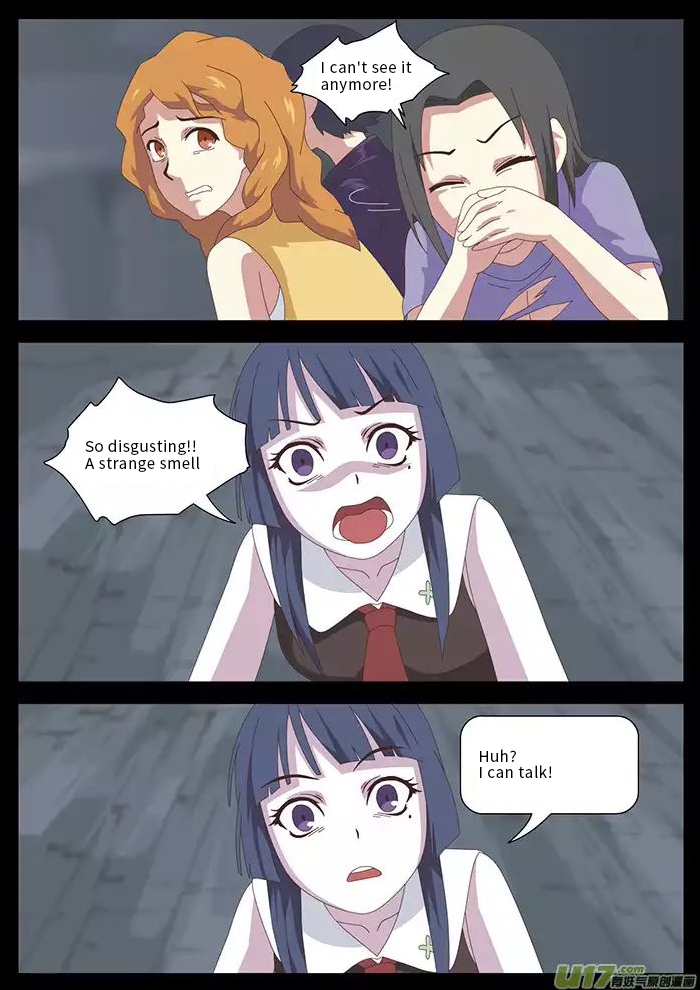 I can't see it
anymore!
So disgusting!!
A strange smell
Huh?
I can talk!
U17.com
有妖气原创漫画